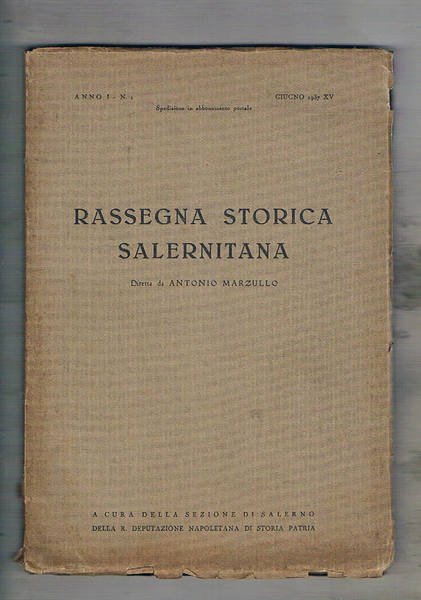 ANNO I - N. 1 GIUGNO 1937 XV
Spedizione in abbonamento postale
RASSEGNA STORICA
SALERNITANA
Diretta da ANTONIO MARZULLO
A CURA DELLA SEZIONE DI SALERNO
DELLA R. DEPUTAZIONE NAPOLETANA DI STORIA PATRIA